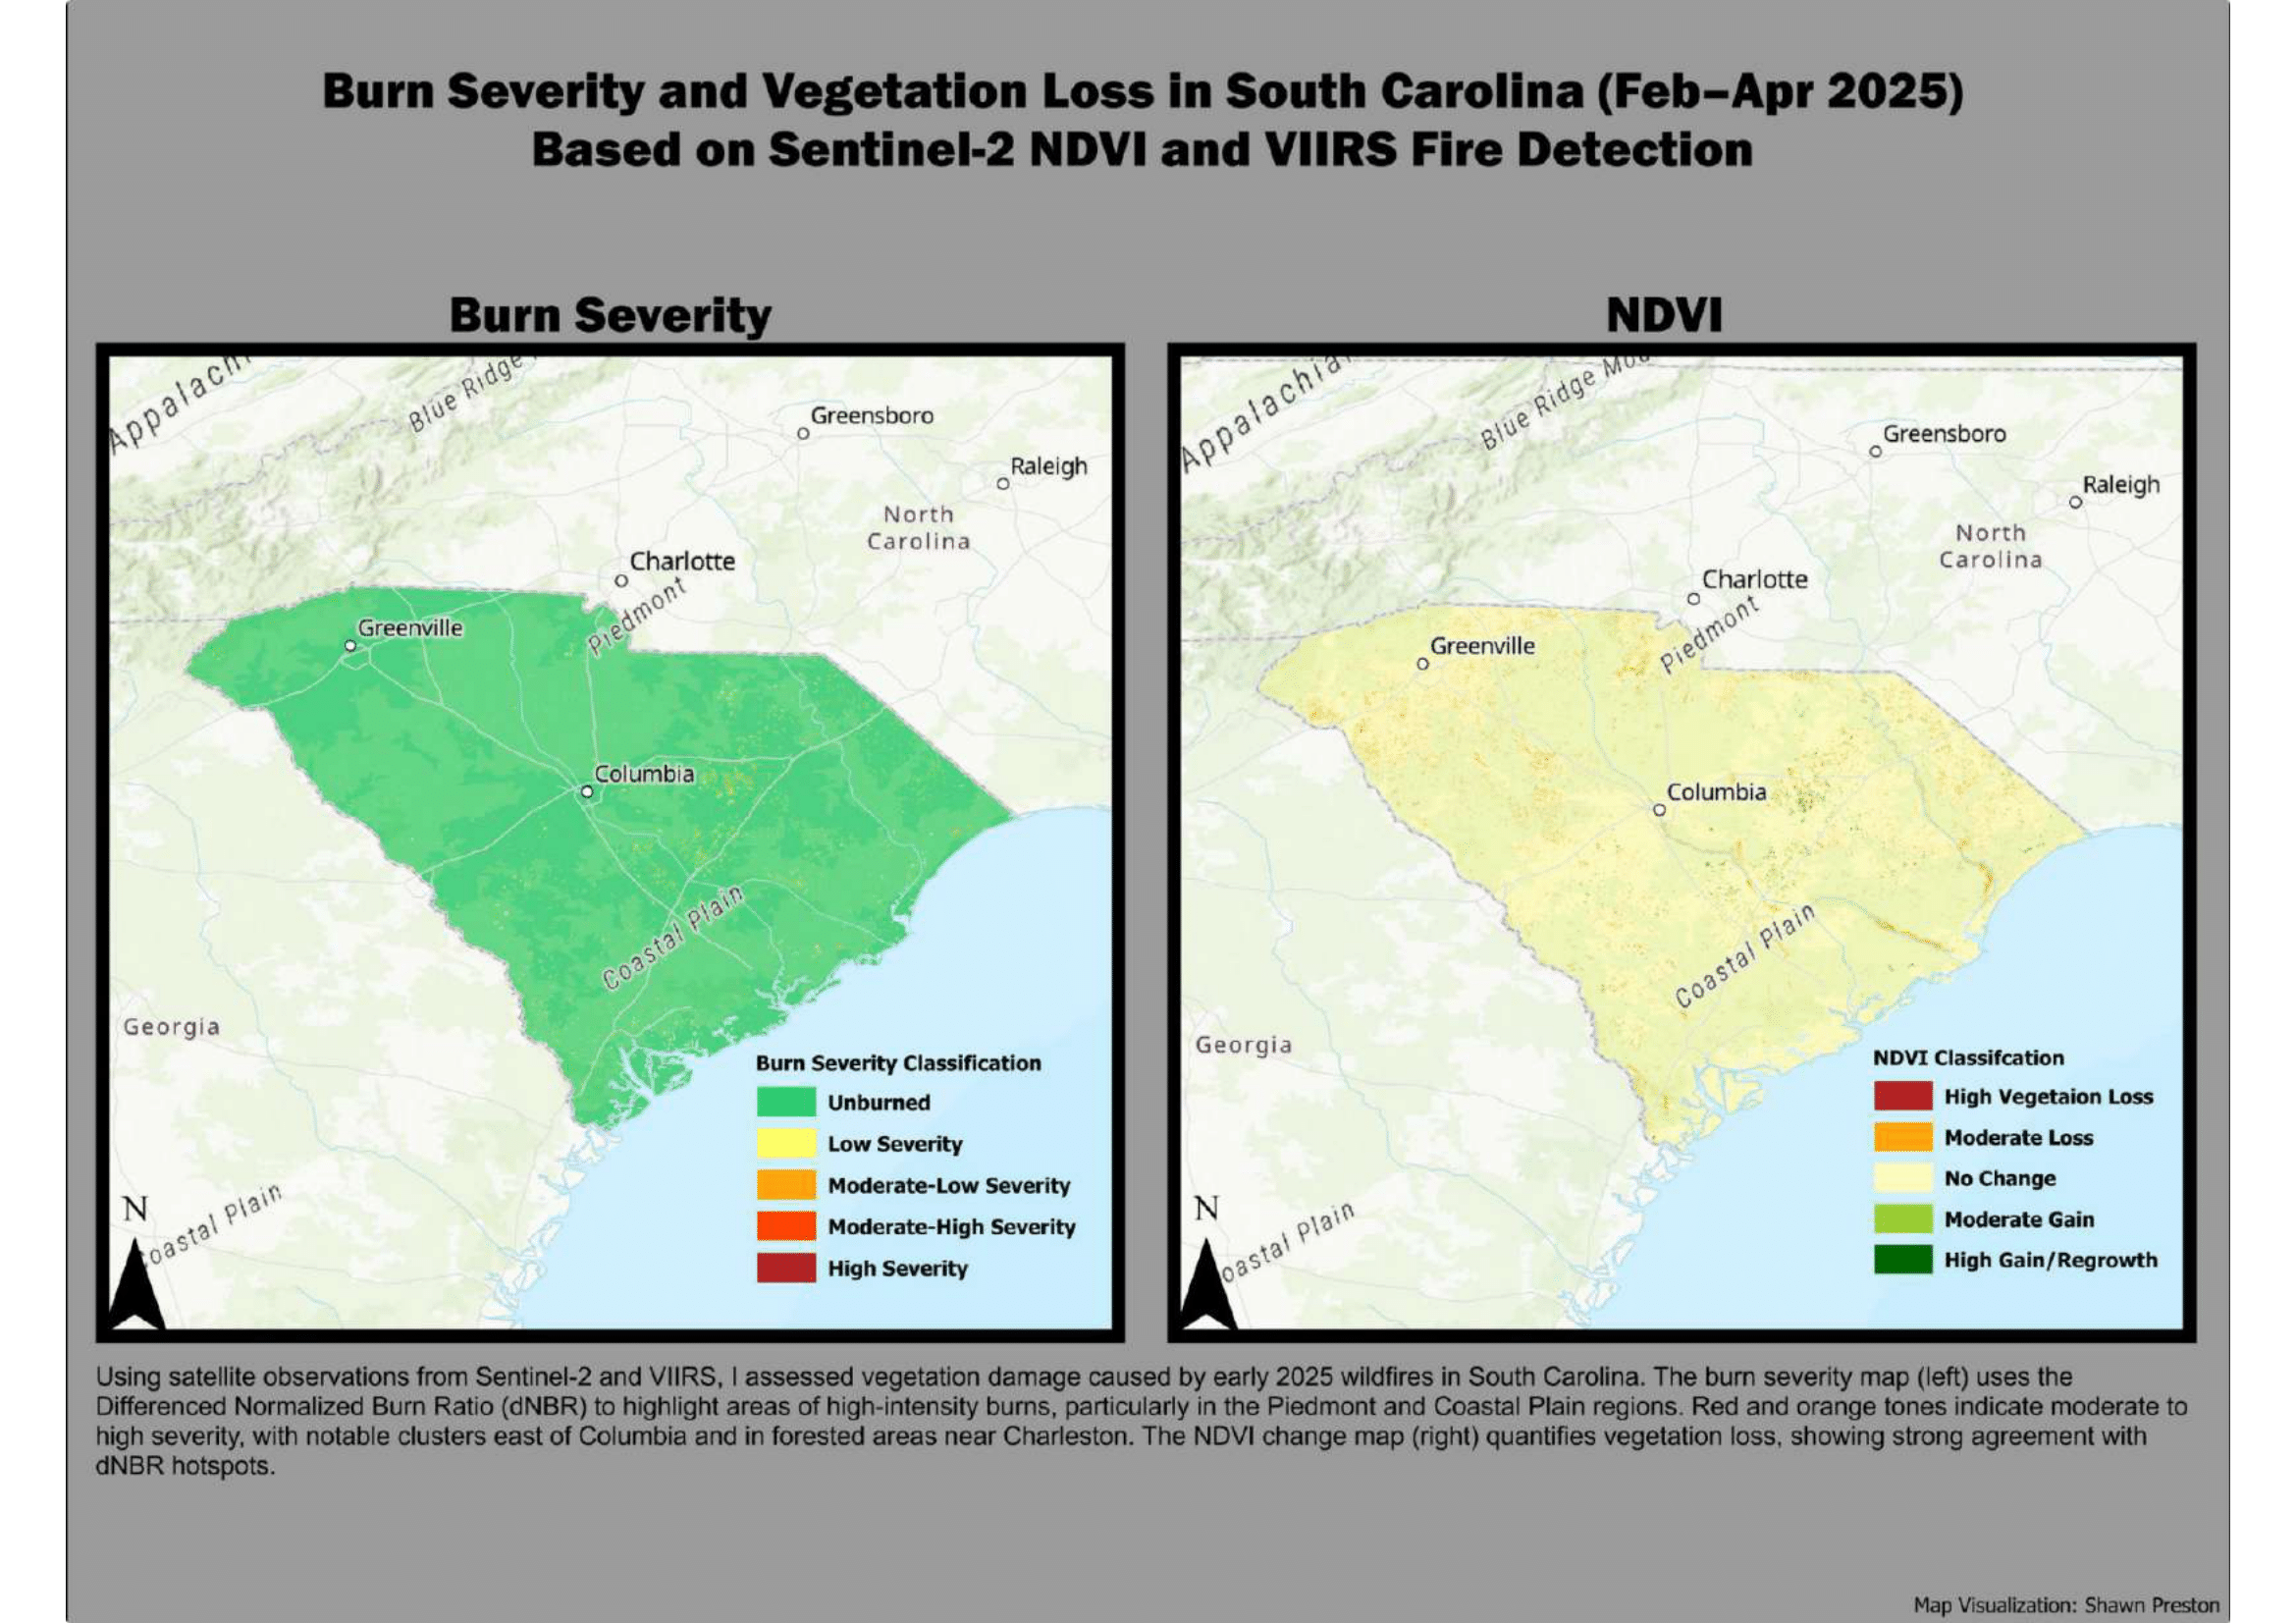 Burn Severity and Vegetation Loss in South Carolina (Feb–Apr 2025)
Based on Sentinel-2 NDVI and VIIRS Fire Detection
Burn Severity
Appalach
Blue Ridge
Greensboro
Raleigh
North
Carolina
Charlotte
Piedmont
Greenville
Columbia
Coastal Plain
Georgia
Burn Severity Classification
Unburned
Low Severity
Moderate-Low Severity
Moderate-High Severity
High Severity
N
oastal Plain
NDVI
Appalachia
Blue Ridge Mou
Greensboro
Raleigh
North
Carolina
Charlotte
Piedmont
Greenville
Columbia
Coastal Plain
Georgia
NDVI Classifcation
High Vegetaion Loss
Moderate Loss
No Change
Moderate Gain
High Gain/Regrowth
N
oastal Plain
Using satellite observations from Sentinel-2 and VIIRS, I assessed vegetation damage caused by early 2025 wildfires in South Carolina. The burn severity map (left) uses the
Differenced Normalized Burn Ratio (dNBR) to highlight areas of high-intensity burns, particularly in the Piedmont and Coastal Plain regions. Red and orange tones indicate moderate to
high severity, with notable clusters east of Columbia and in forested areas near Charleston. The NDVI change map (right) quantifies vegetation loss, showing strong agreement with
dNBR hotspots.
Map Visualization: Shawn Preston